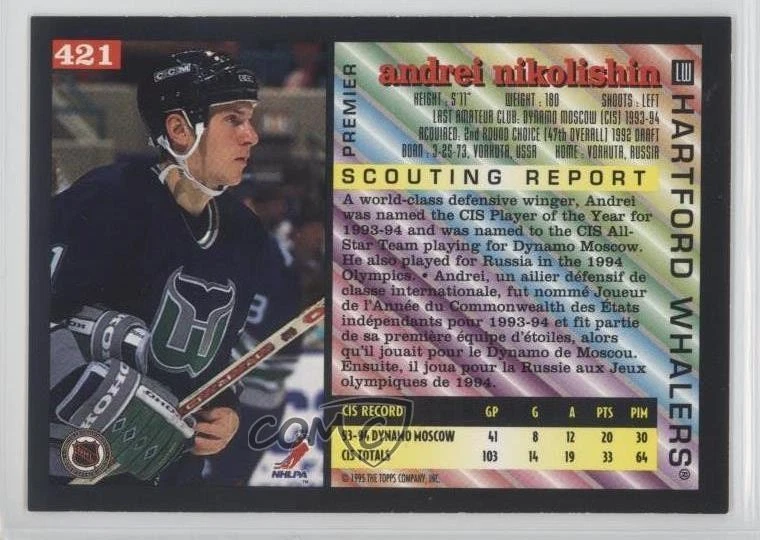 421
CCM
KOHO
KOHO
NHL
NHLPA
TM
PREMIER
andrei nikolishin
LW
HARTFORD WHALERS®
HEIGHT : 5'11" WEIGHT : 180 SHOOTS : LEFT
LAST AMATEUR CLUB: DYNAMO MOSCOW (CIS) 1993-94
ACQUIRED: 2nd ROUND CHOICE (47th OVERALL) 1992 DRAFT
BORN : 3-25-73, VORKUTA, USSR HOME : VORKUTA, RUSSIA
SCOUTING REPORT
A world-class defensive winger, Andrei
was named the CIS Player of the Year for
1993-94 and was named to the CIS All-
Star Team playing for Dynamo Moscow.
He also played for Russia in the 1994
Olympics. • Andrei, un ailier défensif de
classe internationale, fut nommé Joueur
de l'Année du Commonwealth des États
indépendants pour 1993-94 et fit partie
de sa première équipe d'étoiles, alors
qu'il jouait pour le Dynamo de Moscou.
Ensuite, il joua pour la Russie aux Jeux
olympiques de 1994.
CIS RECORD GP G A PTS PIM
93-94 DYNAMO MOSCOW 41 8 12 20 30
CIS TOTALS 103 14 19 33 64
© 1995 THE TOPPS COMPANY, INC.
COMC